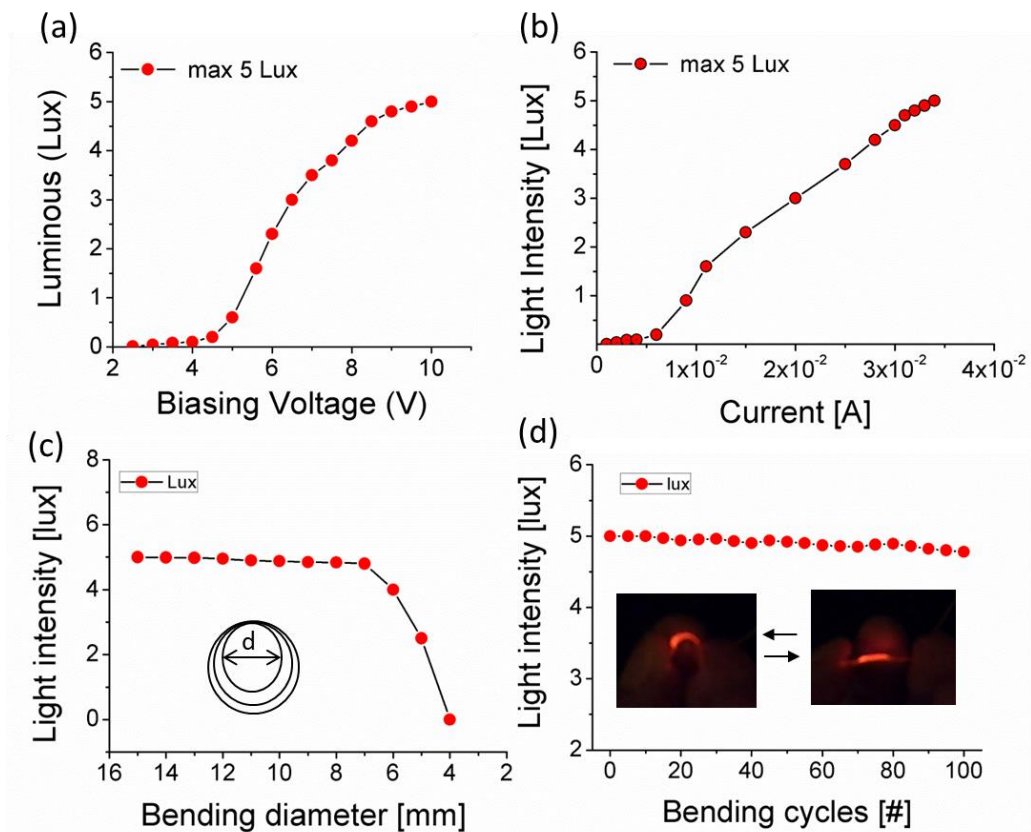 (a)
6
5
4
3
2
1
0
Luminous (Lux)
max 5 Lux
2 4 6 8 10
Biasing Voltage (V)
(b)
6
5
4
3
2
1
Light Intensity [Lux]
max 5 Lux
0 1x10⁻² 2x10⁻² 3x10⁻² 4x10⁻²
Current [A]
(c)
8
6
4
2
0
Light intensity [lux]
Lux
d
16 14 12 10 8 6 4 2
Bending diameter [mm]
(d)
6
5
4
3
2
Light intensity [lux]
lux
0 20 40 60 80 100
Bending cycles [#]